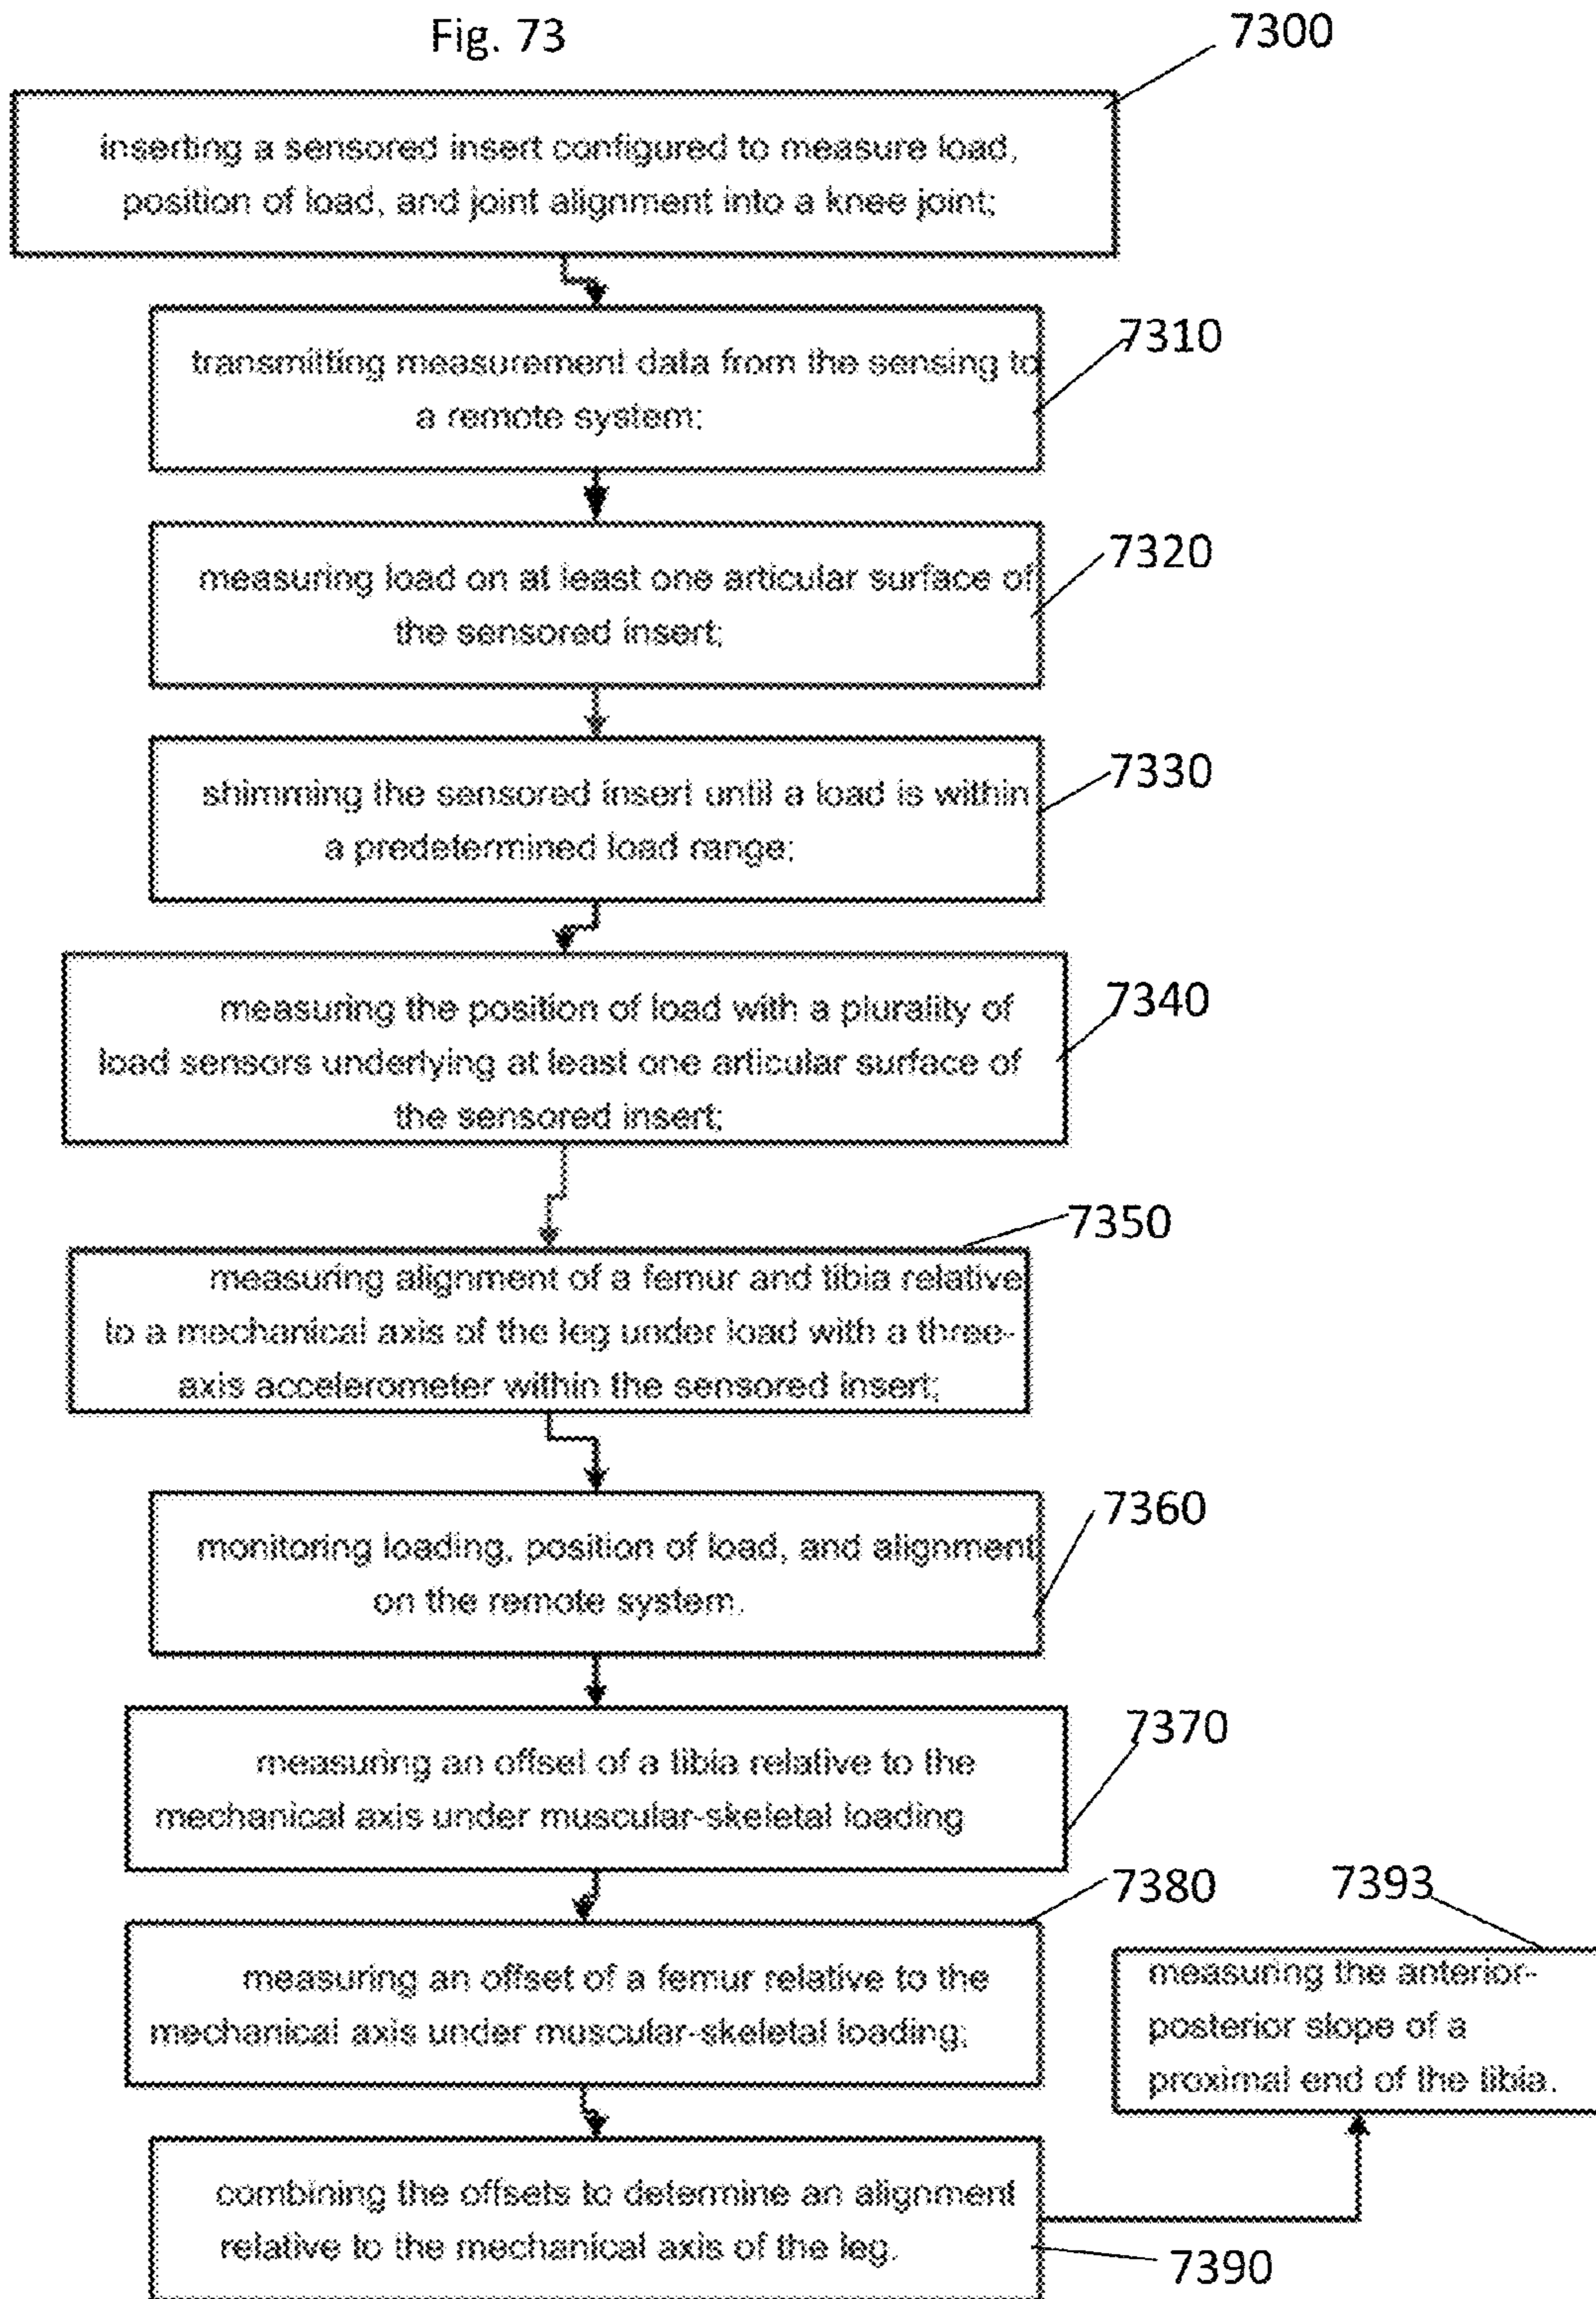 Fig. 73
7300
inserting a sensored insert configured to measure load,
position of load, and joint alignment into a knee joint;
7310
transmitting measurement data from the sensing to
a remote system;
7320
measuring load on at least one articular surface of
the sensored insert;
7330
shimming the sensored insert until a load is within
a predetermined load range;
7340
measuring the position of load with a plurality of
load sensors underlying at least one articular surface of
the sensored insert;
7350
measuring alignment of a femur and tibia relative
to a mechanical axis of the leg under load with a three-
axis accelerometer within the sensored insert;
7360
monitoring loading, position of load, and alignment
on the remote system.
7370
measuring an offset of a tibia relative to the
mechanical axis under muscular-skeletal loading
7380
measuring an offset of a femur relative to the
mechanical axis under muscular-skeletal loading;
7390
combining the offsets to determine an alignment
relative to the mechanical axis of the leg.
7393
measuring the anterior-
posterior slope of a
proximal end of the tibia.